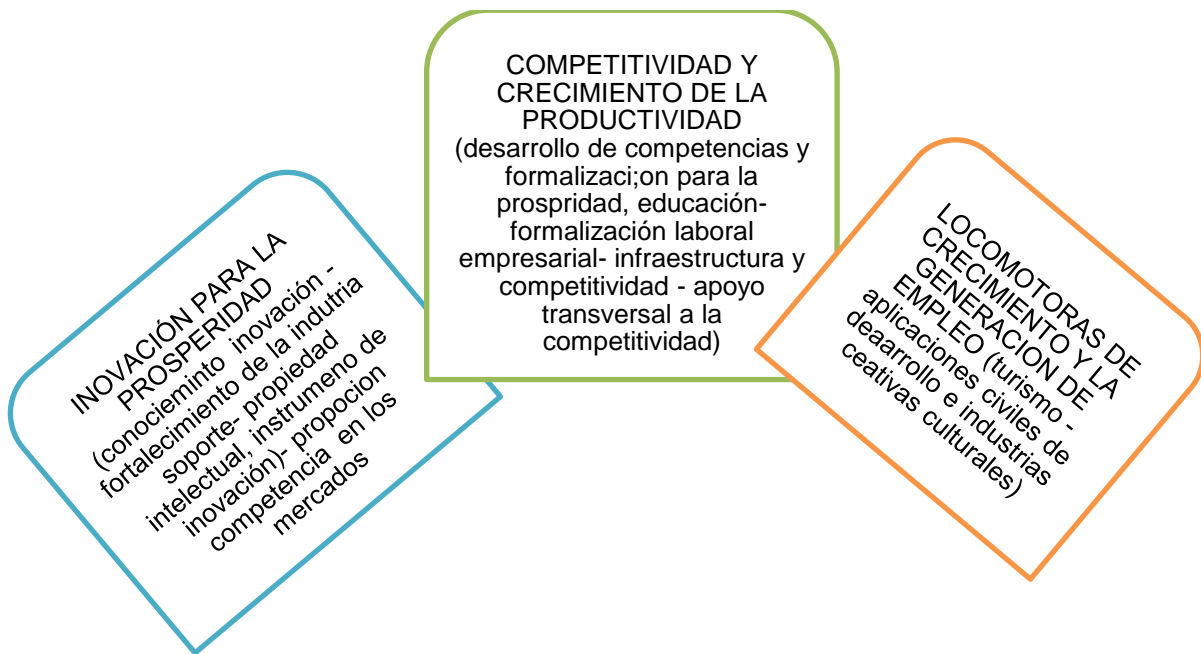 INOVACIÓN PARA LA
PROSPERIDAD
(conocieminto inovación -
fortalecimiento de la indutria
soporte- propiedad
intelectual, instrumeno de
inovación)- propocion
competencia en los
mercados
COMPETITIVIDAD Y
CRECIMIENTO DE LA
PRODUCTIVIDAD
(desarrollo de competencias y
formalizaci;on para la
prospridad, educación-
formalización laboral
empresarial- infraestructura y
competitividad - apoyo
transversal a la
competitividad)
LOCOMOTORAS DE
CRECIMIENTO Y LA
GENERACION DE
EMPLEO (turismo -
aplicaciones civiles de
deaarrollo e industrias
ceativas culturales)